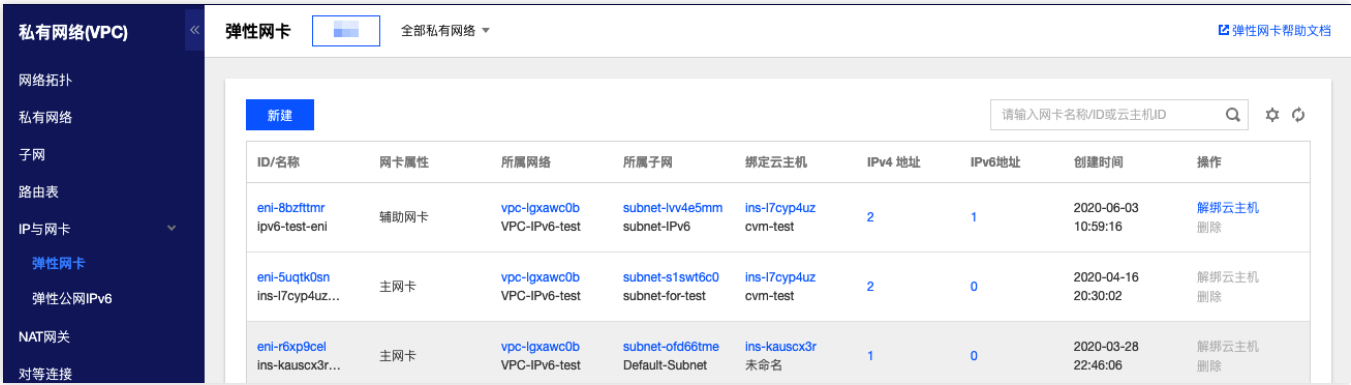 私有网络(VPC)
弹性网卡
全部私有网络
弹性网卡帮助文档
网络拓扑
私有网络
子网
路由表
IP与网卡
弹性网卡
弹性公网IPv6
NAT网关
对等连接
新建
请输入网卡名称/ID或云主机ID
ID/名称 网卡属性 所属网络 所属子网 绑定云主机 IPv4 地址 IPv6地址 创建时间 操作
eni-8bzfttmr vpc-lgxawc0b subnet-lvv4e5mm ins-l7cyp4uz 2020-06-03 解绑云主机
辅助网卡 2 1
ipv6-test-eni VPC-IPv6-test subnet-IPv6 cvm-test 10:59:16 删除
eni-5uqtk0sn vpc-lgxawc0b subnet-s1swt6c0 ins-l7cyp4uz 2020-04-16 解绑云主机
主网卡 2 0
ins-l7cyp4uz... VPC-IPv6-test subnet-for-test cvm-test 20:30:02 删除
eni-r6xp9cel vpc-lgxawc0b subnet-ofd66tme ins-kauscx3r 2020-03-28 解绑云主机
主网卡 1 0
ins-kauscx3r... VPC-IPv6-test Default-Subnet 未命名 22:46:06 删除